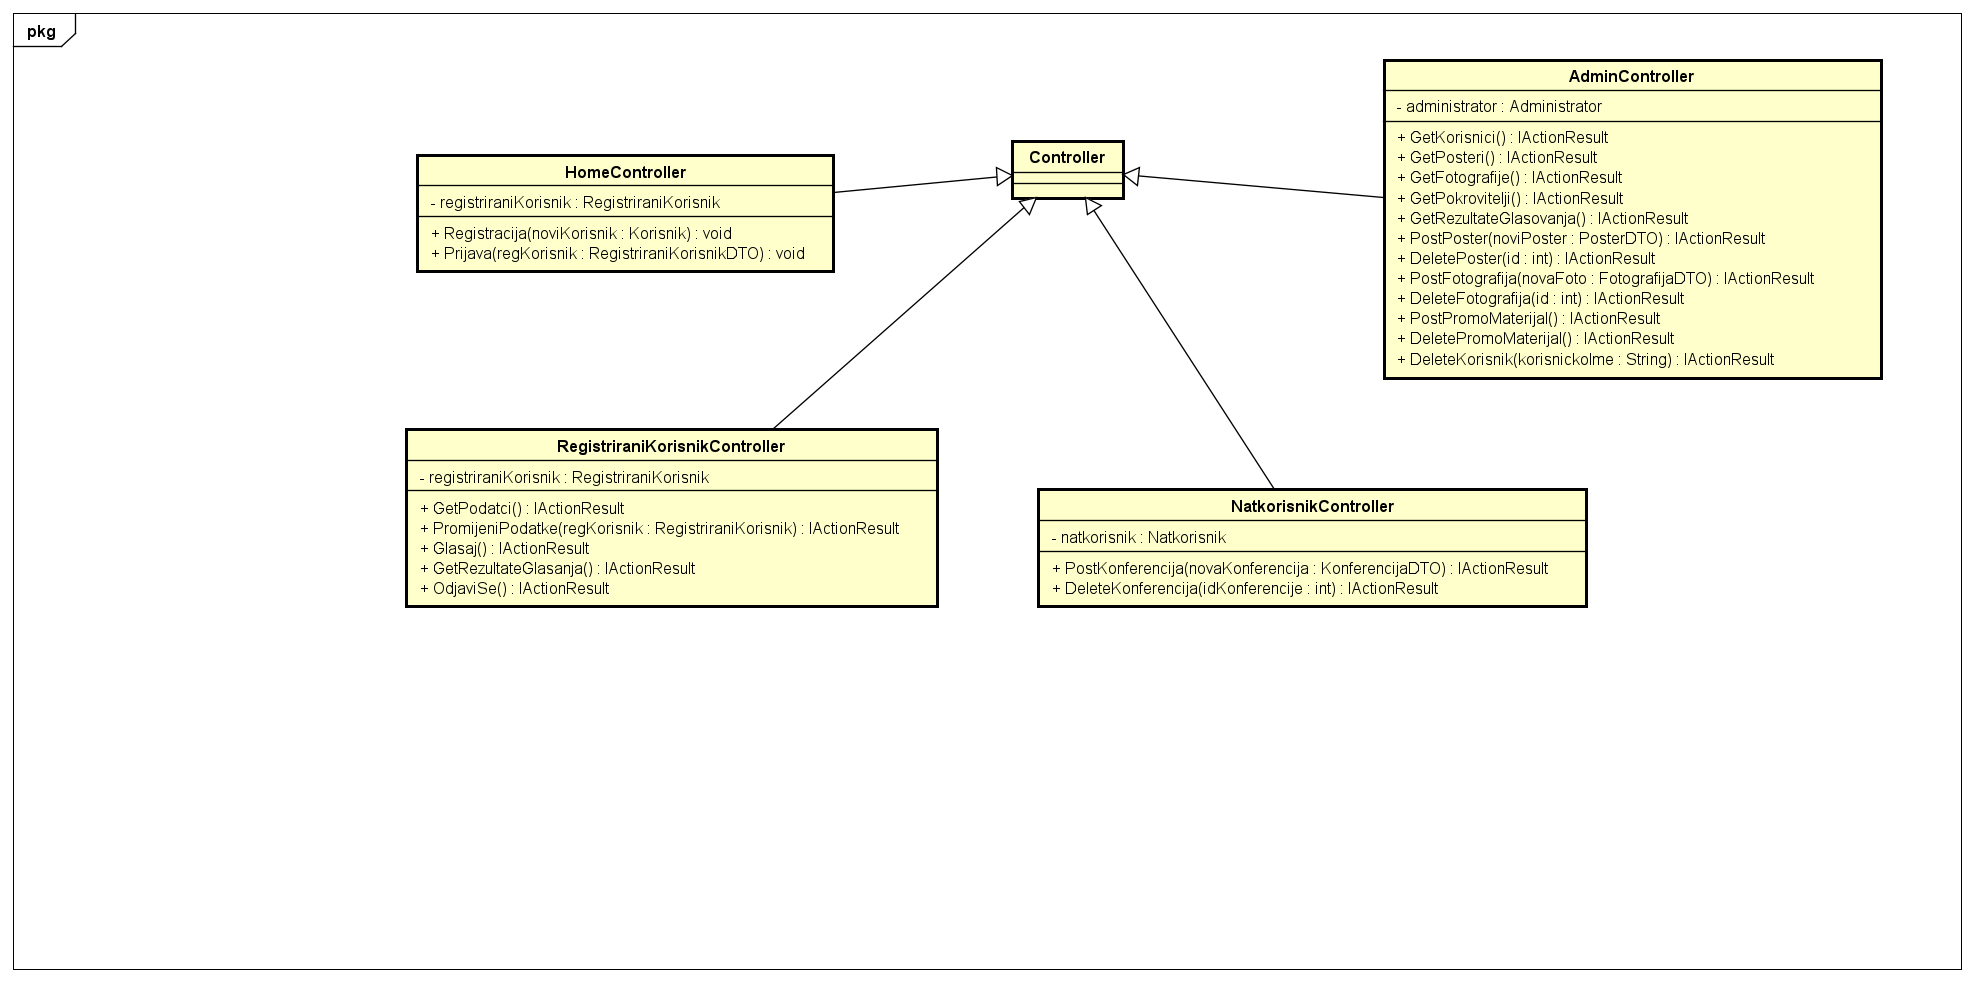 pkg
HomeController
- registriraniKorisnik : RegistriraniKorisnik
+ Registracija(noviKorisnik : Korisnik) : void
+ Prijava(regKorisnik : RegistriraniKorisnikDTO) : void
Controller
AdminController
- administrator : Administrator
+ GetKorisnici() : IActionResult
+ GetPosteri() : IActionResult
+ GetFotografije() : IActionResult
+ GetPokrovitelji() : IActionResult
+ GetRezultateGlasovanja() : IActionResult
+ PostPoster(noviPoster : PosterDTO) : IActionResult
+ DeletePoster(id : int) : IActionResult
+ PostFotografija(novaFoto : FotografijaDTO) : IActionResult
+ DeleteFotografija(id : int) : IActionResult
+ PostPromoMaterijal() : IActionResult
+ DeletePromoMaterijal() : IActionResult
+ DeleteKorisnik(korisnickoIme : String) : IActionResult
RegistriraniKorisnikController
- registriraniKorisnik : RegistriraniKorisnik
+ GetPodatci() : IActionResult
+ PromijeniPodatke(regKorisnik : RegistriraniKorisnik) : IActionResult
+ Glasaj() : IActionResult
+ GetRezultateGlasanja() : IActionResult
+ OdjaviSe() : IActionResult
NatkorisnikController
- natkorisnik : Natkorisnik
+ PostKonferencija(novaKonferencija : KonferencijaDTO) : IActionResult
+ DeleteKonferencija(idKonferencije : int) : IActionResult